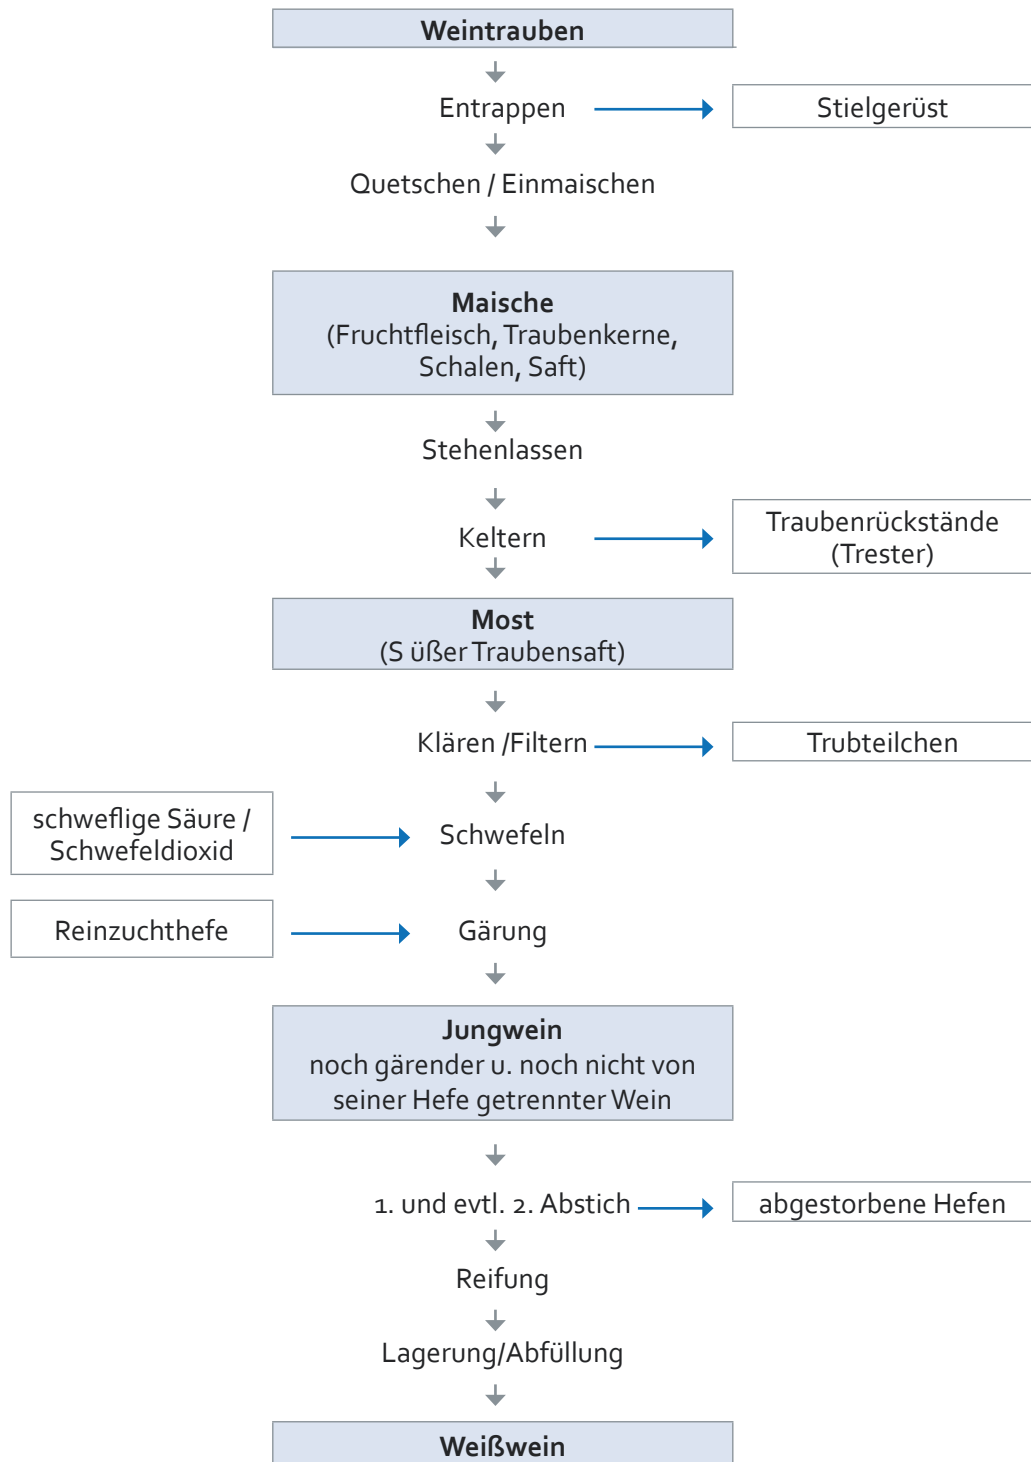 Weintrauben
Entrappen
Stielgerüst
Quetschen / Einmaischen
Maische
(Fruchtfleisch, Traubenkerne,
Schalen, Saft)
Stehenlassen
Keltern
Traubenrückstände
(Trester)
Most
(S üßer Traubensaft)
Klären /Filtern
Trubteilchen
schweflige Säure /
Schwefeldioxid
Schwefeln
Reinzuchthefe
Gärung
Jungwein
noch gärender u. noch nicht von
seiner Hefe getrennter Wein
1. und evtl. 2. Abstich
abgestorbene Hefen
Reifung
Lagerung/Abfüllung
Weißwein